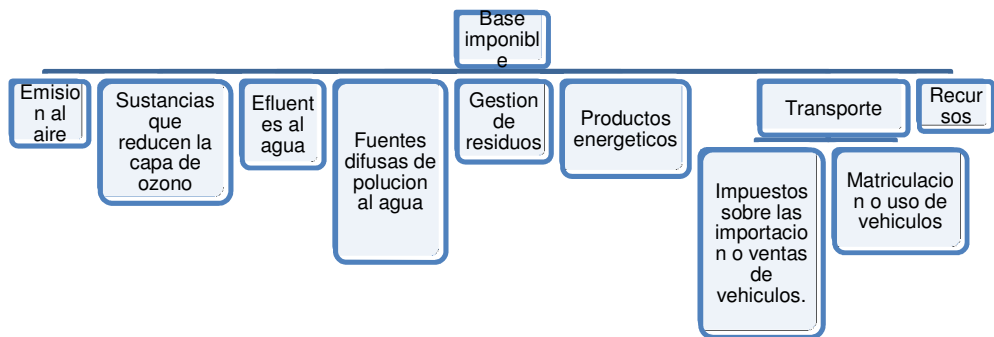 Base
imponibl
e
Emisio
n al
aire
Sustancias
que
reducen la
capa de
ozono
Efluent
es al
agua
Fuentes
difusas de
polucion
al agua
Gestion
de
residuos
Productos
energeticos
Transporte
Impuestos
sobre las
importacio
n o ventas
de
vehiculos.
Matriculacio
n o uso de
vehiculos
Recur
sos